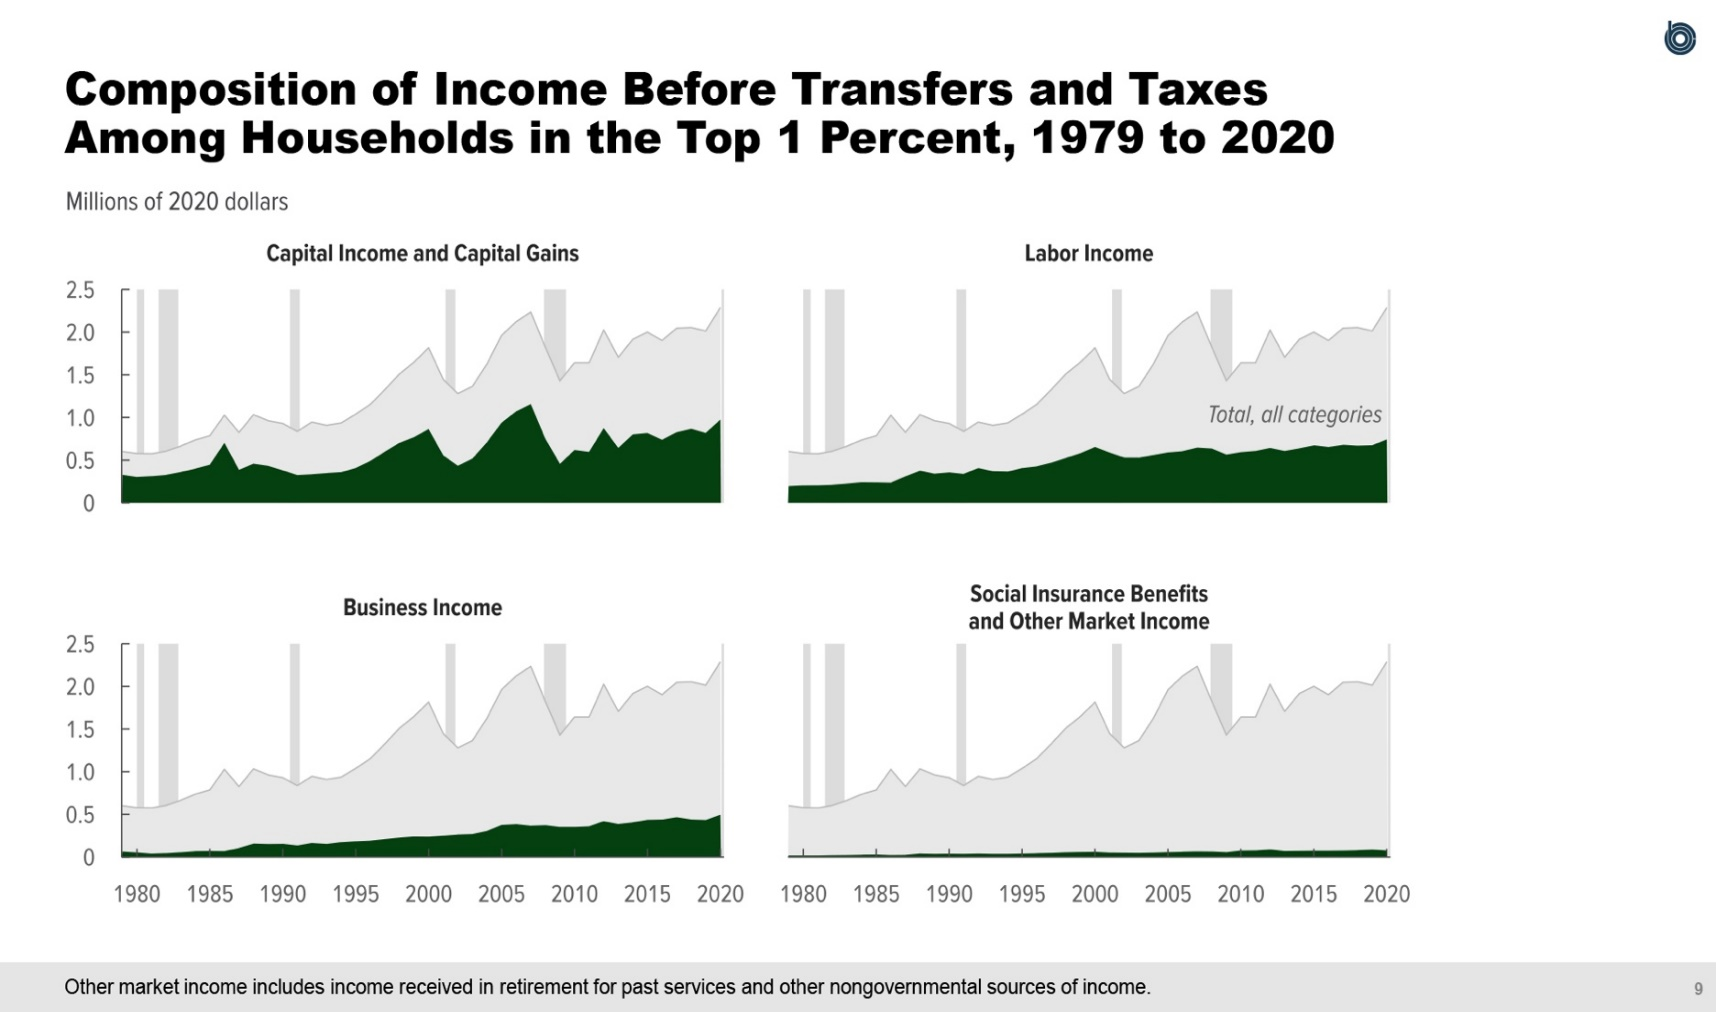 Composition of Income Before Transfers and Taxes
Among Households in the Top 1 Percent, 1979 to 2020
Millions of 2020 dollars
Capital Income and Capital Gains
2.5
2.0
1.5
1.0
0.5
0
Labor Income
Total, all categories
Business Income
2.5
2.0
1.5
1.0
0.5
0
1980 1985 1990 1995 2000 2005 2010 2015 2020
Social Insurance Benefits
and Other Market Income
1980 1985 1990 1995 2000 2005 2010 2015 2020
Other market income includes income received in retirement for past services and other nongovernmental sources of income.
9